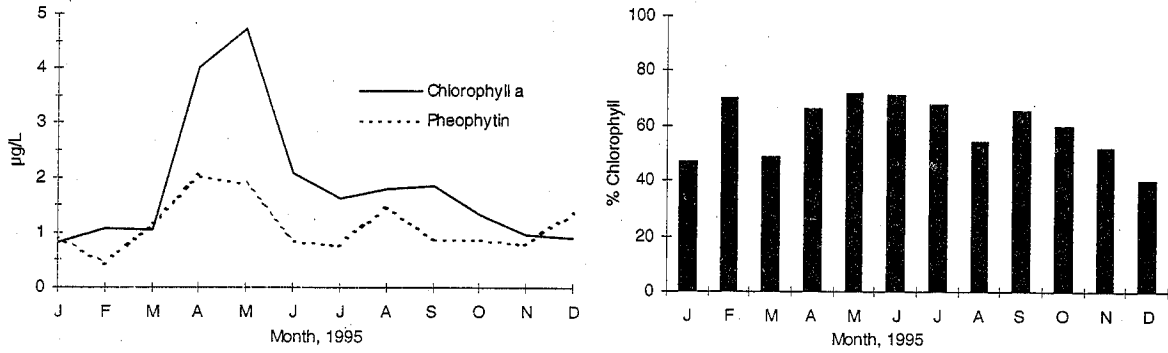 5
4
3
2
1
0
µg/L
Chlorophyll a
Pheophytin
J F M A M J J A S O N D
Month, 1995
100
80
60
40
20
0
% Chlorophyll
J F M A M J J A S O N D
Month, 1995